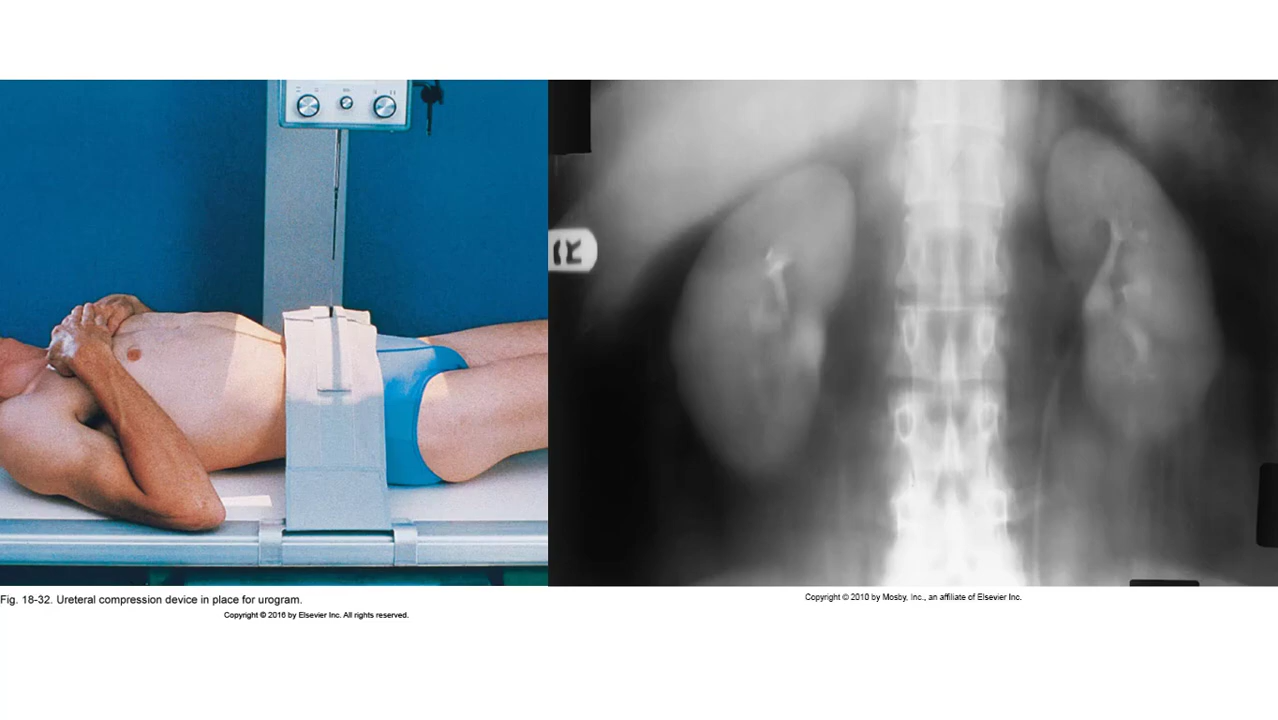 R
Fig. 18-32. Ureteral compression device in place for urogram.
Copyright © 2016 by Elsevier Inc. All rights reserved.
Copyright © 2010 by Mosby, Inc., an affiliate of Elsevier Inc.